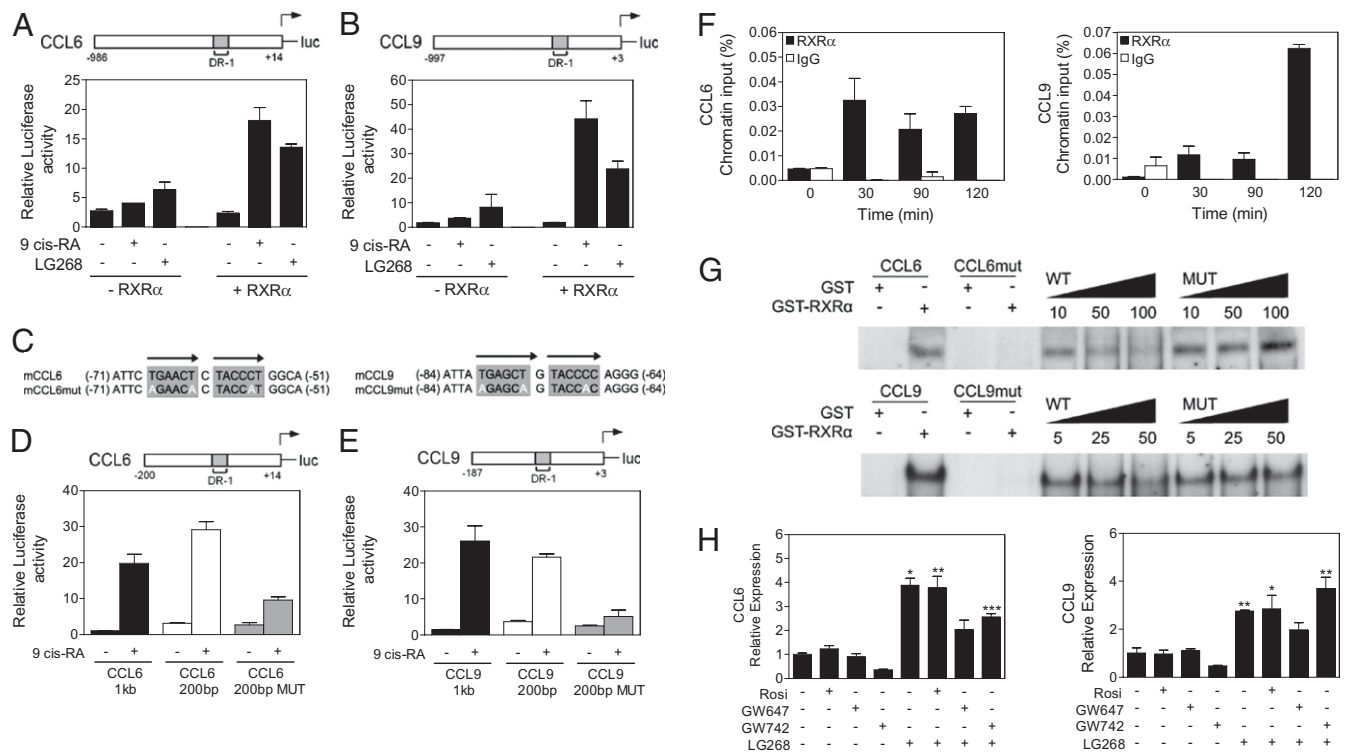 A
CCL6
luc
-986
DR-1
+14
Relative Luciferase
activity
25
20
15
10
5
0
9 cis-RA - + - - + -
LG268 - - + - - +
- RXRα + RXRα
B
CCL9
luc
-997
DR-1
+3
Relative Luciferase
activity
60
50
40
30
20
10
0
9 cis-RA - + - - + -
LG268 - - + - - +
- RXRα + RXRα
C
mCCL6 (-71) ATTC TGAACT C TACCCT GGCA (-51)
mCCL6mut (-71) ATTC AGAACA C TACCAT GGCA (-51)
mCCL9 (-84) ATTA TGAGCT G TACCCC AGGG (-64)
mCCL9mut (-84) ATTA AGAGCA G TACCAC AGGG (-64)
D
CCL6
luc
-200
DR-1
+14
Relative Luciferase
activity
40
30
20
10
0
9 cis-RA - + - + - +
CCL6 CCL6 CCL6
1kb 200bp 200bp MUT
E
CCL9
luc
-187
DR-1
+3
Relative Luciferase
activity
40
30
20
10
0
9 cis-RA - + - + - +
CCL9 CCL9 CCL9
1kb 200bp 200bp MUT
F
CCL6
Chromatin input (%)
0.06
0.05
0.04
0.03
0.02
0.01
0.00
RXRα
IgG
0 30 90 120
Time (min)
CCL9
Chromatin input (%)
0.07
0.06
0.05
0.04
0.03
0.02
0.01
0.00
RXRα
IgG
0 30 90 120
Time (min)
G
CCL6 CCL6mut WT MUT
GST + - + -
GST-RXRα - + - + 10 50 100 10 50 100
CCL9 CCL9mut WT MUT
GST + - + -
GST-RXRα - + - + 5 25 50 5 25 50
H
CCL6
Relative Expression
6
5
4
3
2
1
0
* ** ***
Rosi - + - - - + - -
GW647 - - + - - - + -
GW742 - - - + - - - +
LG268 - - - - + + + +
CCL9
Relative Expression
6
4
2
0
** * **
Rosi - + - - - + - -
GW647 - - + - - - + -
GW742 - - - + - - - +
LG268 - - - - + + + +